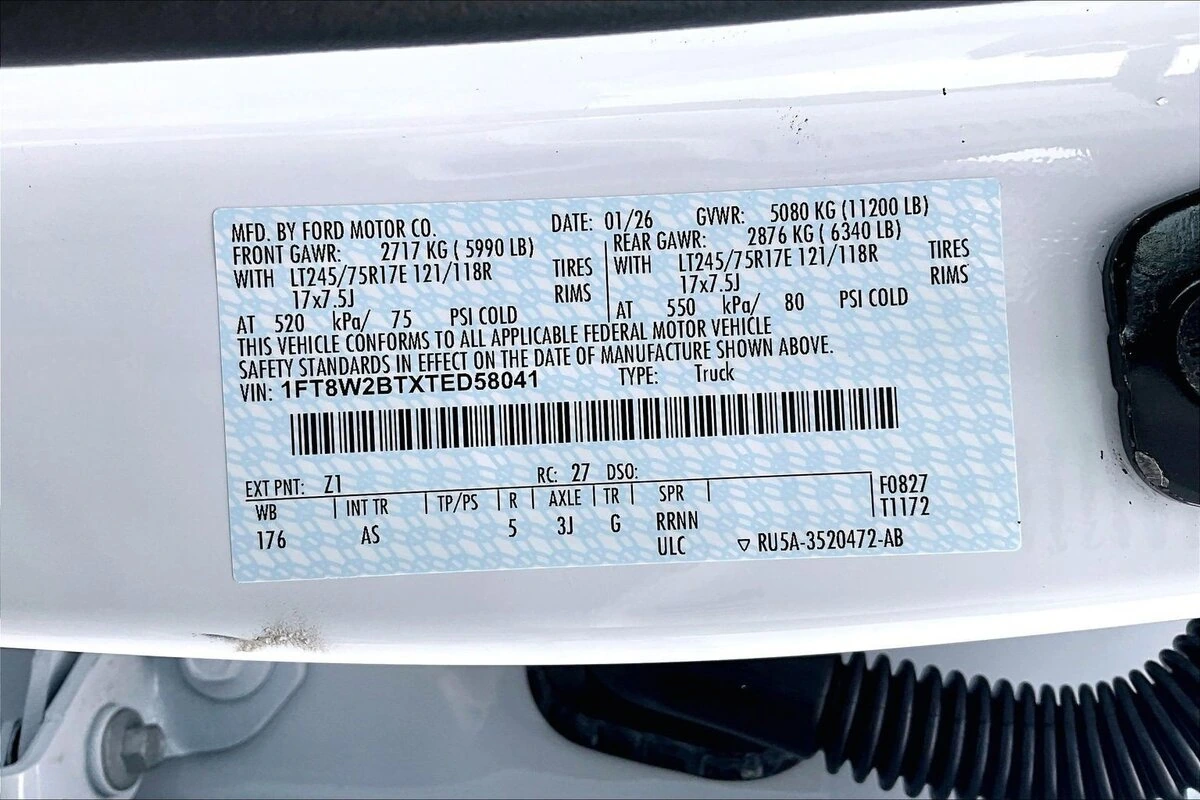 MFD. BY FORD MOTOR CO. DATE: 01/26 GVWR: 5080 KG (11200 LB)
FRONT GAWR: 2717 KG ( 5990 LB) REAR GAWR: 2876 KG ( 6340 LB)
WITH LT245/75R17E 121/118R TIRES WITH LT245/75R17E 121/118R TIRES
17x7.5J RIMS 17x7.5J RIMS
AT 520 kPa/ 75 PSI COLD AT 550 kPa/ 80 PSI COLD
THIS VEHICLE CONFORMS TO ALL APPLICABLE FEDERAL MOTOR VEHICLE
SAFETY STANDARDS IN EFFECT ON THE DATE OF MANUFACTURE SHOWN ABOVE.
VIN: 1FT8W2BTXTED58041 TYPE: Truck
EXT PNT: Z1 RC: 27 DSO:
WB INT TR TP/PS R AXLE TR SPR F0827
176 AS 5 3J G RRNN T1172
ULC ▽ RU5A-3520472-AB